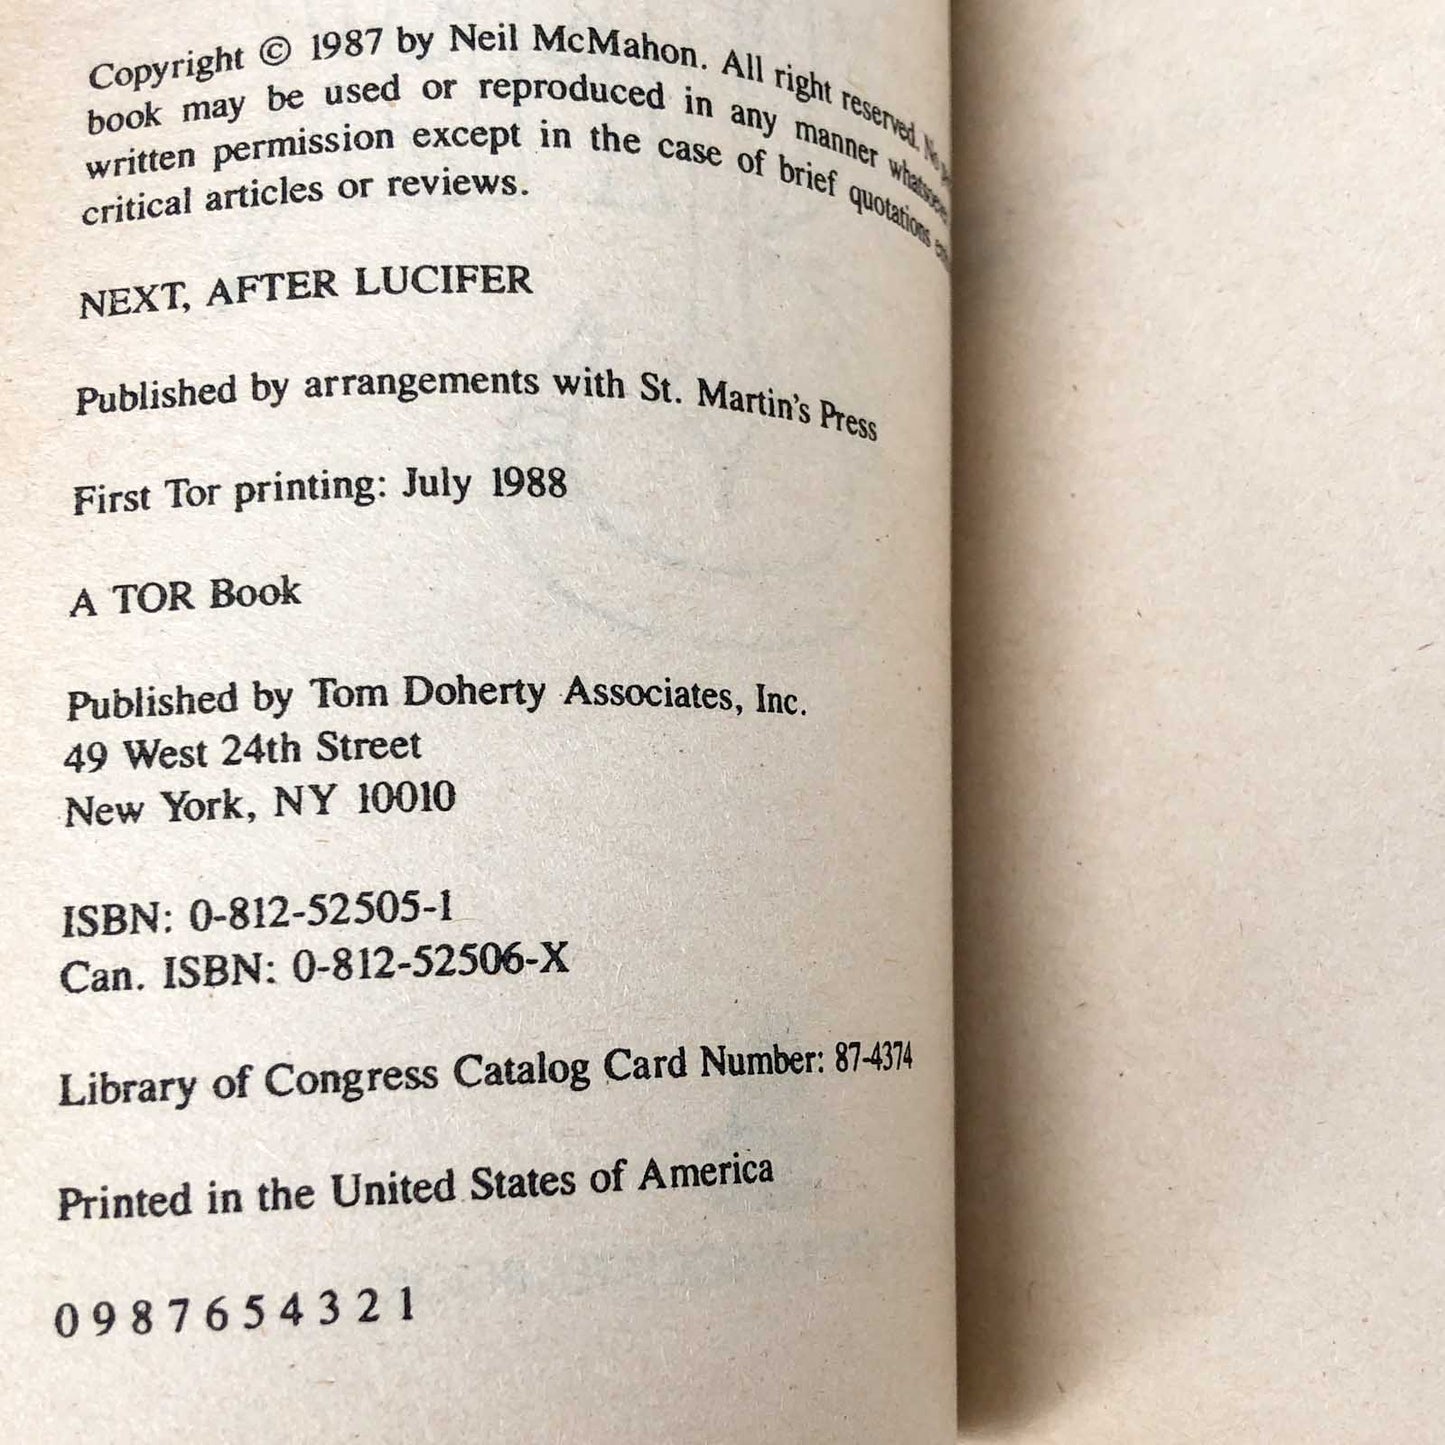 Copyright © 1987 by Neil McMahon. All right reserved. No
book may be used or reproduced in any manner whatsoever
written permission except in the case of brief quotations
critical articles or reviews.
NEXT, AFTER LUCIFER
Published by arrangements with St. Martin's Press
First Tor printing: July 1988
A TOR Book
Published by Tom Doherty Associates, Inc.
49 West 24th Street
New York, NY 10010
ISBN: 0-812-52505-1
Can. ISBN: 0-812-52506-X
Library of Congress Catalog Card Number: 87-4374
Printed in the United States of America
0 9 8 7 6 5 4 3 2 1